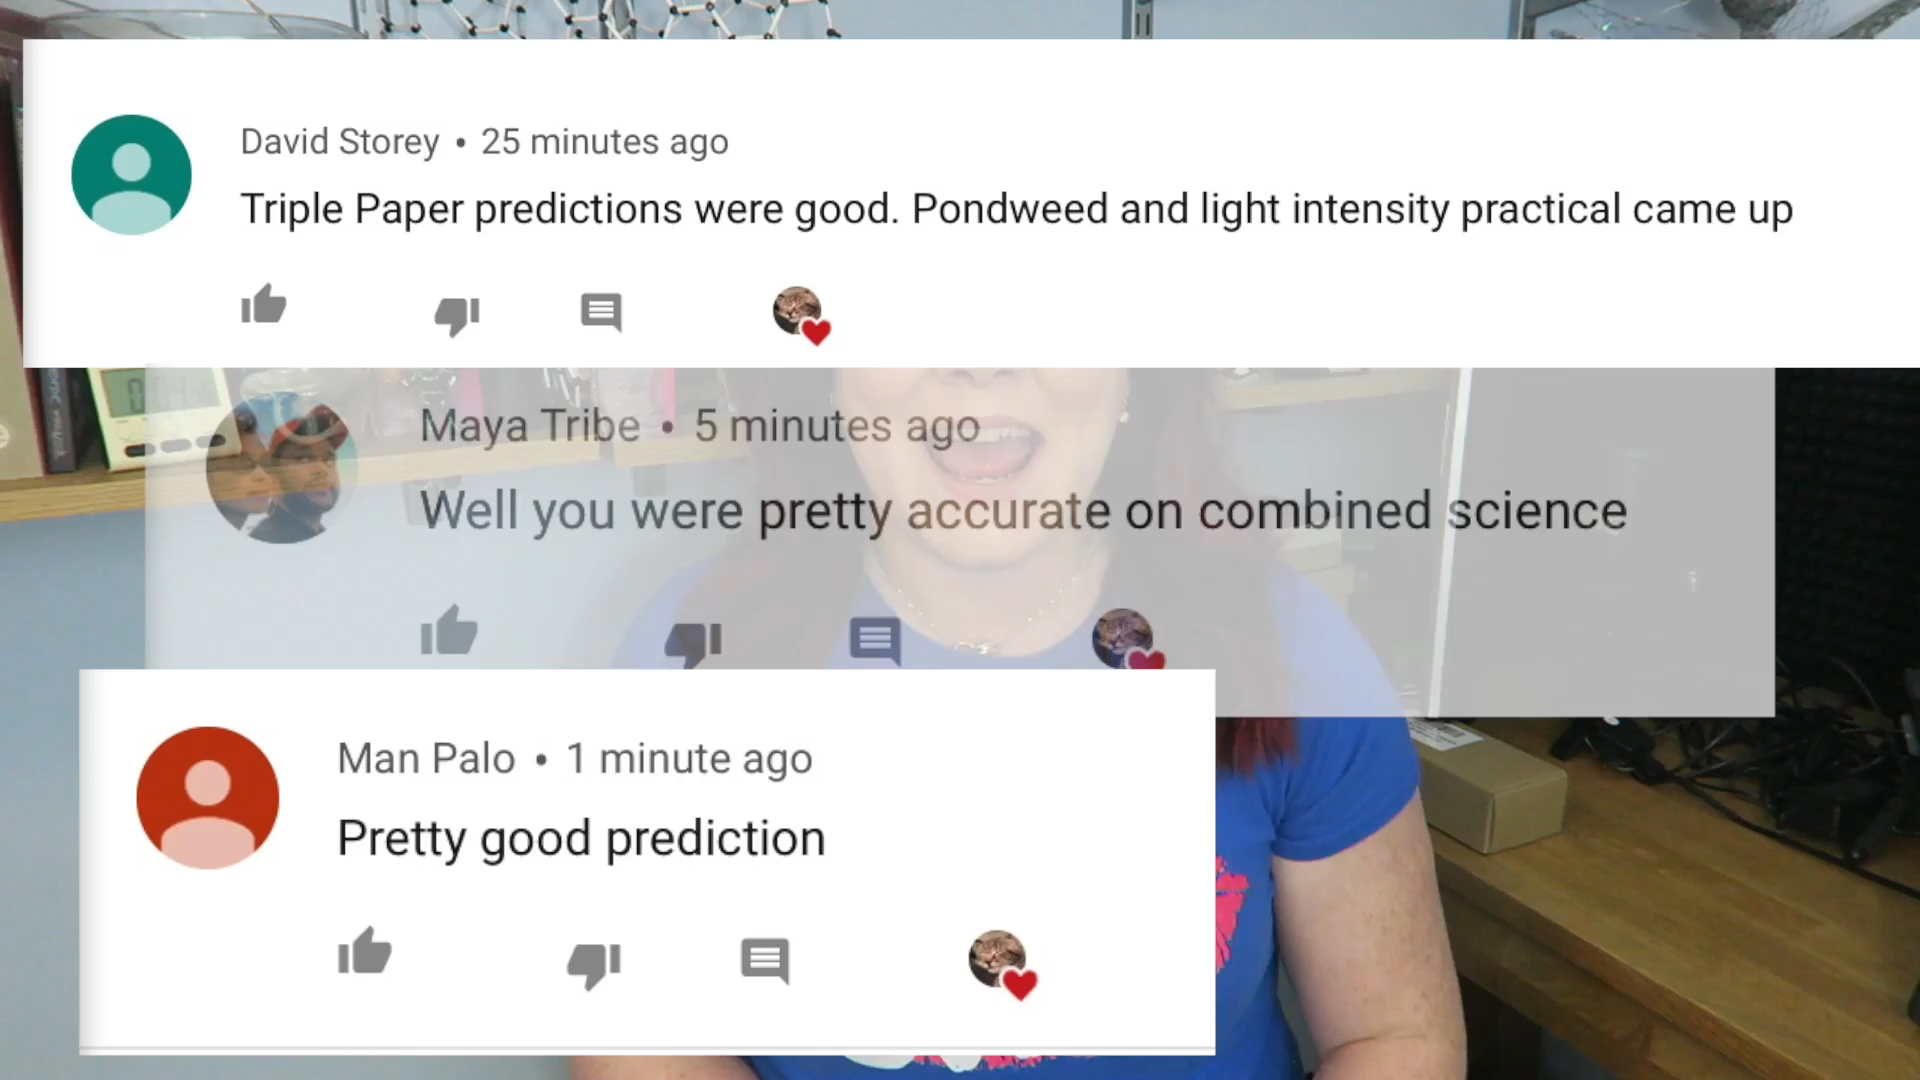 David Storey • 25 minutes ago
Triple Paper predictions were good. Pondweed and light intensity practical came up
Maya Tribe • 5 minutes ago
Well you were pretty accurate on combined science
Man Palo • 1 minute ago
Pretty good prediction